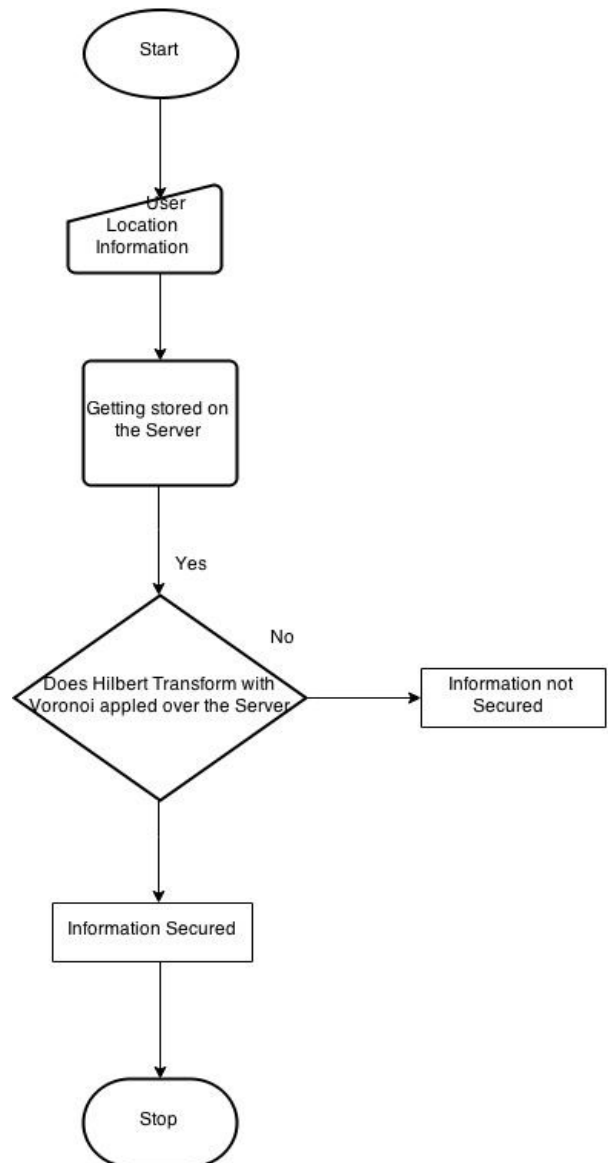 Start
User
Location
Information
Getting stored on
the Server
Yes
No
Does Hilbert Transform with
Voronoi appled over the Server
Information not
Secured
Information Secured
Stop